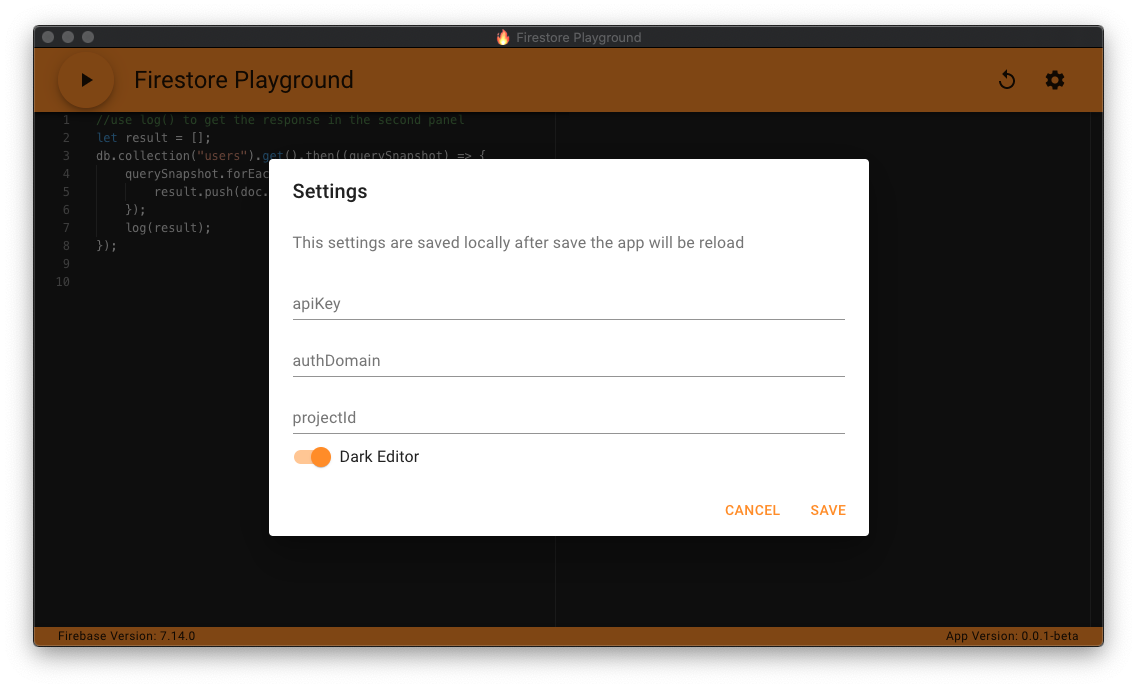 🔥 Firestore Playground
Firestore Playground
1 //use log() to get the response in the second panel
2 let result = [];
3 db.collection("users").get().then((querySnapshot) => {
4 querySnapshot.forEac
5 result.push(doc.
6 });
7 log(result);
8 });
9
10
Settings
This settings are saved locally after save the app will be reload
apiKey
authDomain
projectId
Dark Editor
CANCEL SAVE
Firebase Version: 7.14.0 App Version: 0.0.1-beta